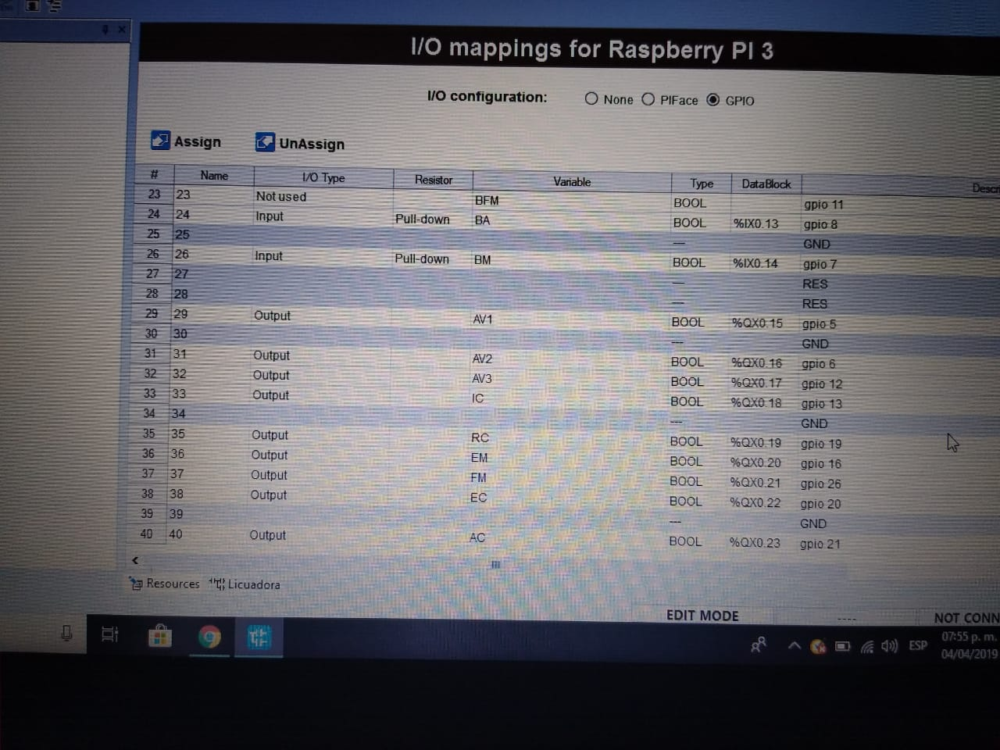 I/O mappings for Raspberry PI 3
I/O configuration: None PIFace GPIO
Assign UnAssign
# Name I/O Type Resistor Variable Type DataBlock
23 23 Not used BFM BOOL gpio 11
24 24 Input Pull-down BA BOOL %IX0.13 gpio 8
25 25 --- GND
26 26 Input Pull-down BM BOOL %IX0.14 gpio 7
27 27 --- RES
28 28 --- RES
29 29 Output AV1 BOOL %QX0.15 gpio 5
30 30 --- GND
31 31 Output AV2 BOOL %QX0.16 gpio 6
32 32 Output AV3 BOOL %QX0.17 gpio 12
33 33 Output IC BOOL %QX0.18 gpio 13
34 34 --- GND
35 35 Output RC BOOL %QX0.19 gpio 19
36 36 Output EM BOOL %QX0.20 gpio 16
37 37 Output FM BOOL %QX0.21 gpio 26
38 38 Output EC BOOL %QX0.22 gpio 20
39 39 --- GND
40 40 Output AC BOOL %QX0.23 gpio 21
Resources Licuadora
EDIT MODE ---- NOT CONN
ESP 07:55 p. m.
04/04/2019